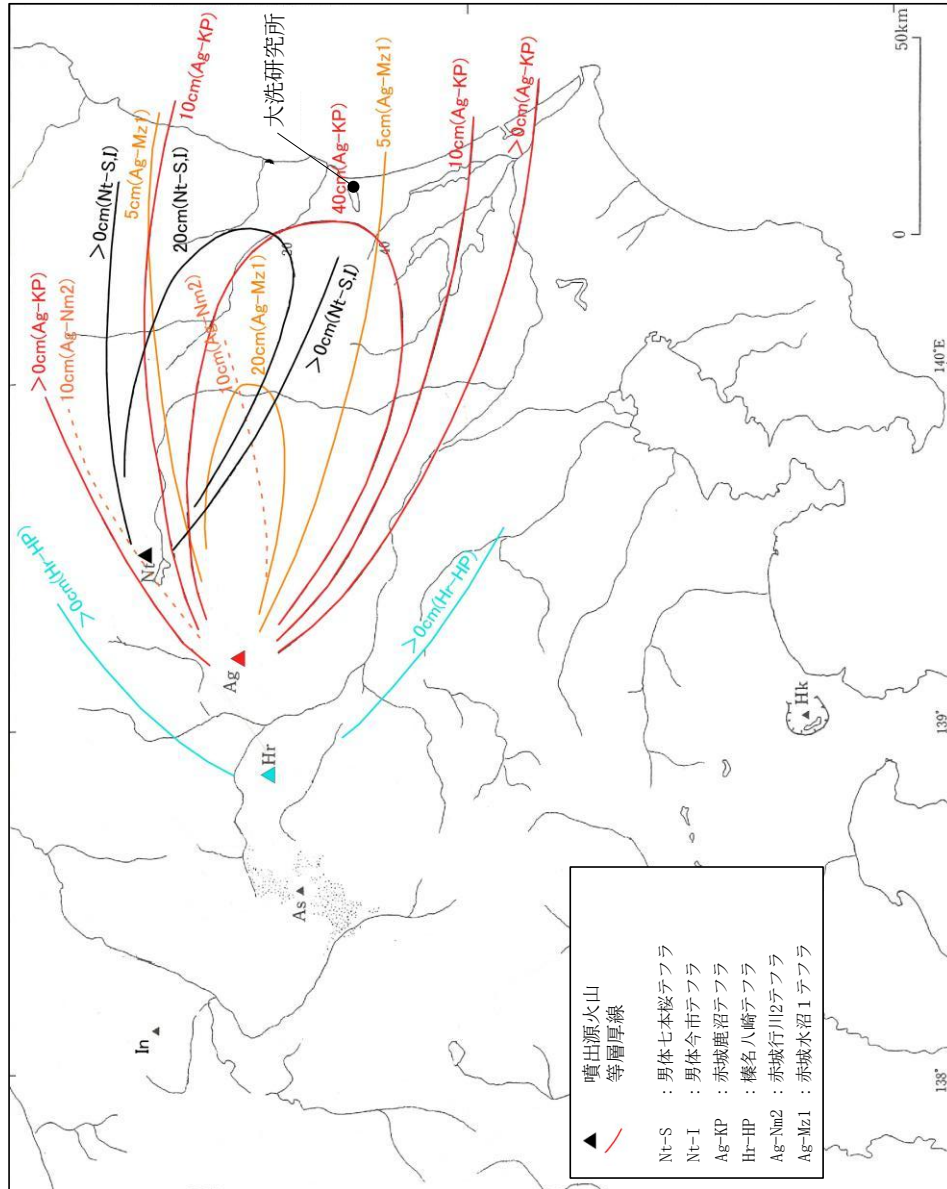 >0cm(Ag-KP)
10cm(Ag-Nm2)
>0cm(Nt-S,I)
5cm(Ag-Mz1)
10cm(Ag-KP)
20cm(Nt-S,I)
大洗研究所
40cm(Ag-KP)
20
40
10cm(Ag-Nm2)
20cm(Ag-Mz1)
>0cm(Nt-S,I)
5cm(Ag-Mz1)
10cm(Ag-KP)
>0cm(Ag-KP)
>0cm(Hr-HP)
>0cm(Hr-HP)
Nt
Ag
Hr
As
In
Hk
0
50km
138°
139°
140°E
噴出源火山
等層厚線
Nt-S :男体七本桜テフラ
Nt-I :男体今市テフラ
Ag-KP :赤城鹿沼テフラ
Hr-HP :榛名八崎テフラ
Ag-Nm2 :赤城行川2テフラ
Ag-Mz1 :赤城水沼1テフラ